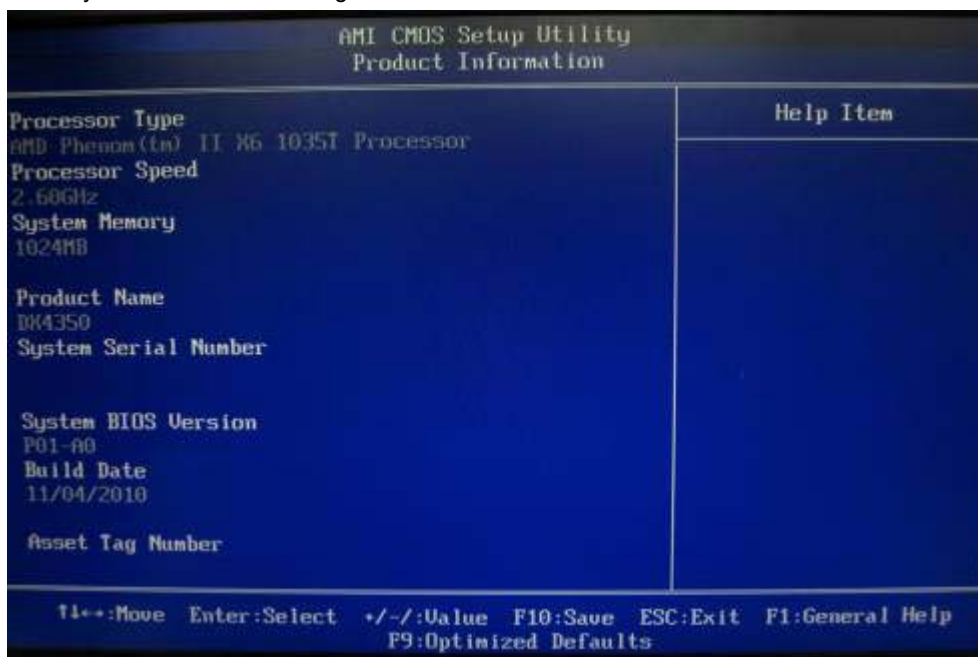 AMI CMOS Setup Utility
Product Information
Processor Type
AMD Phenom(tm) II X6 1035T Processor
Processor Speed
2.60GHz
System Memory
1024MB
Product Name
DX4350
System Serial Number
System BIOS Version
P01-A0
Build Date
11/04/2010
Asset Tag Number
Help Item
↑↓←→:Move Enter:Select +/-/:Value F10:Save ESC:Exit F1:General Help
F9:Optimized Defaults